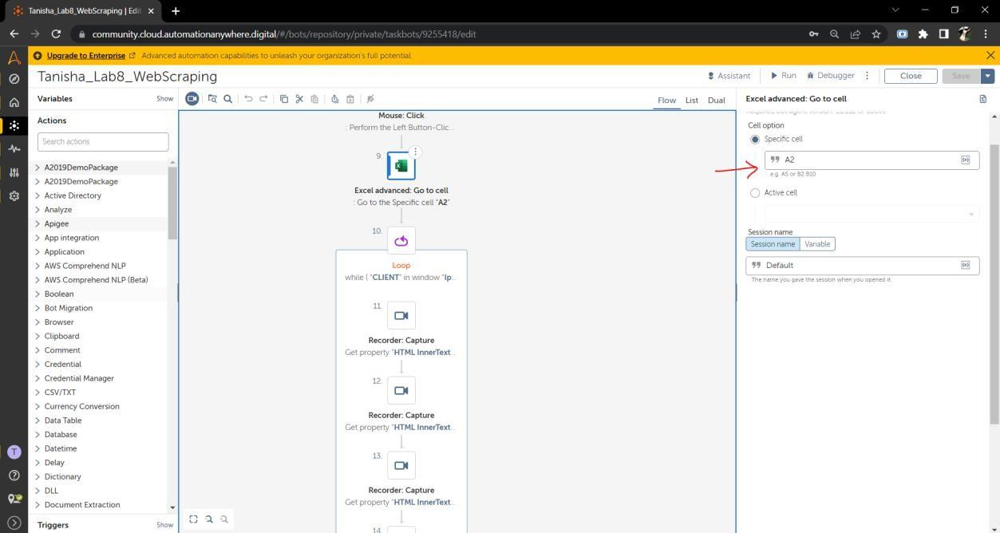 Tanisha_Lab8_WebScraping | Edit
community.cloud.automationanywhere.digital/#/bots/repository/private/taskbots/9255418/edit
Upgrade to Enterprise Advanced automation capabilities to unleash your organization's full potential.
Tanisha_Lab8_WebScraping
Assistant
Run
Debugger
Close
Save
Variables
Show
Flow
List
Dual
Actions
Search actions
A2019DemoPackage
A2019DemoPackage
Active Directory
Analyze
Apigee
App integration
Application
AWS Comprehend NLP
AWS Comprehend NLP (Beta)
Boolean
Bot Migration
Browser
Clipboard
Comment
Credential
Credential Manager
CSV/TXT
Currency Conversion
Data Table
Database
Datetime
Delay
Dictionary
DLL
Document Extraction
Triggers
Show
T
Mouse: Click
: Perform the Left Button-Clic...
9.
Excel advanced: Go to cell
: Go to the Specific cell "A2"
10.
Loop
while ( "CLIENT" in window "Ip...
11.
Recorder: Capture
Get property "HTML InnerText...
12.
Recorder: Capture
Get property "HTML InnerText...
13.
Recorder: Capture
Get property "HTML InnerText...
14.
Excel advanced: Go to cell
Cell option
Specific cell
A2
e.g. A5 or B2:B10
Active cell
Session name
Session name
Variable
Default
The name you gave the session when you opened it.